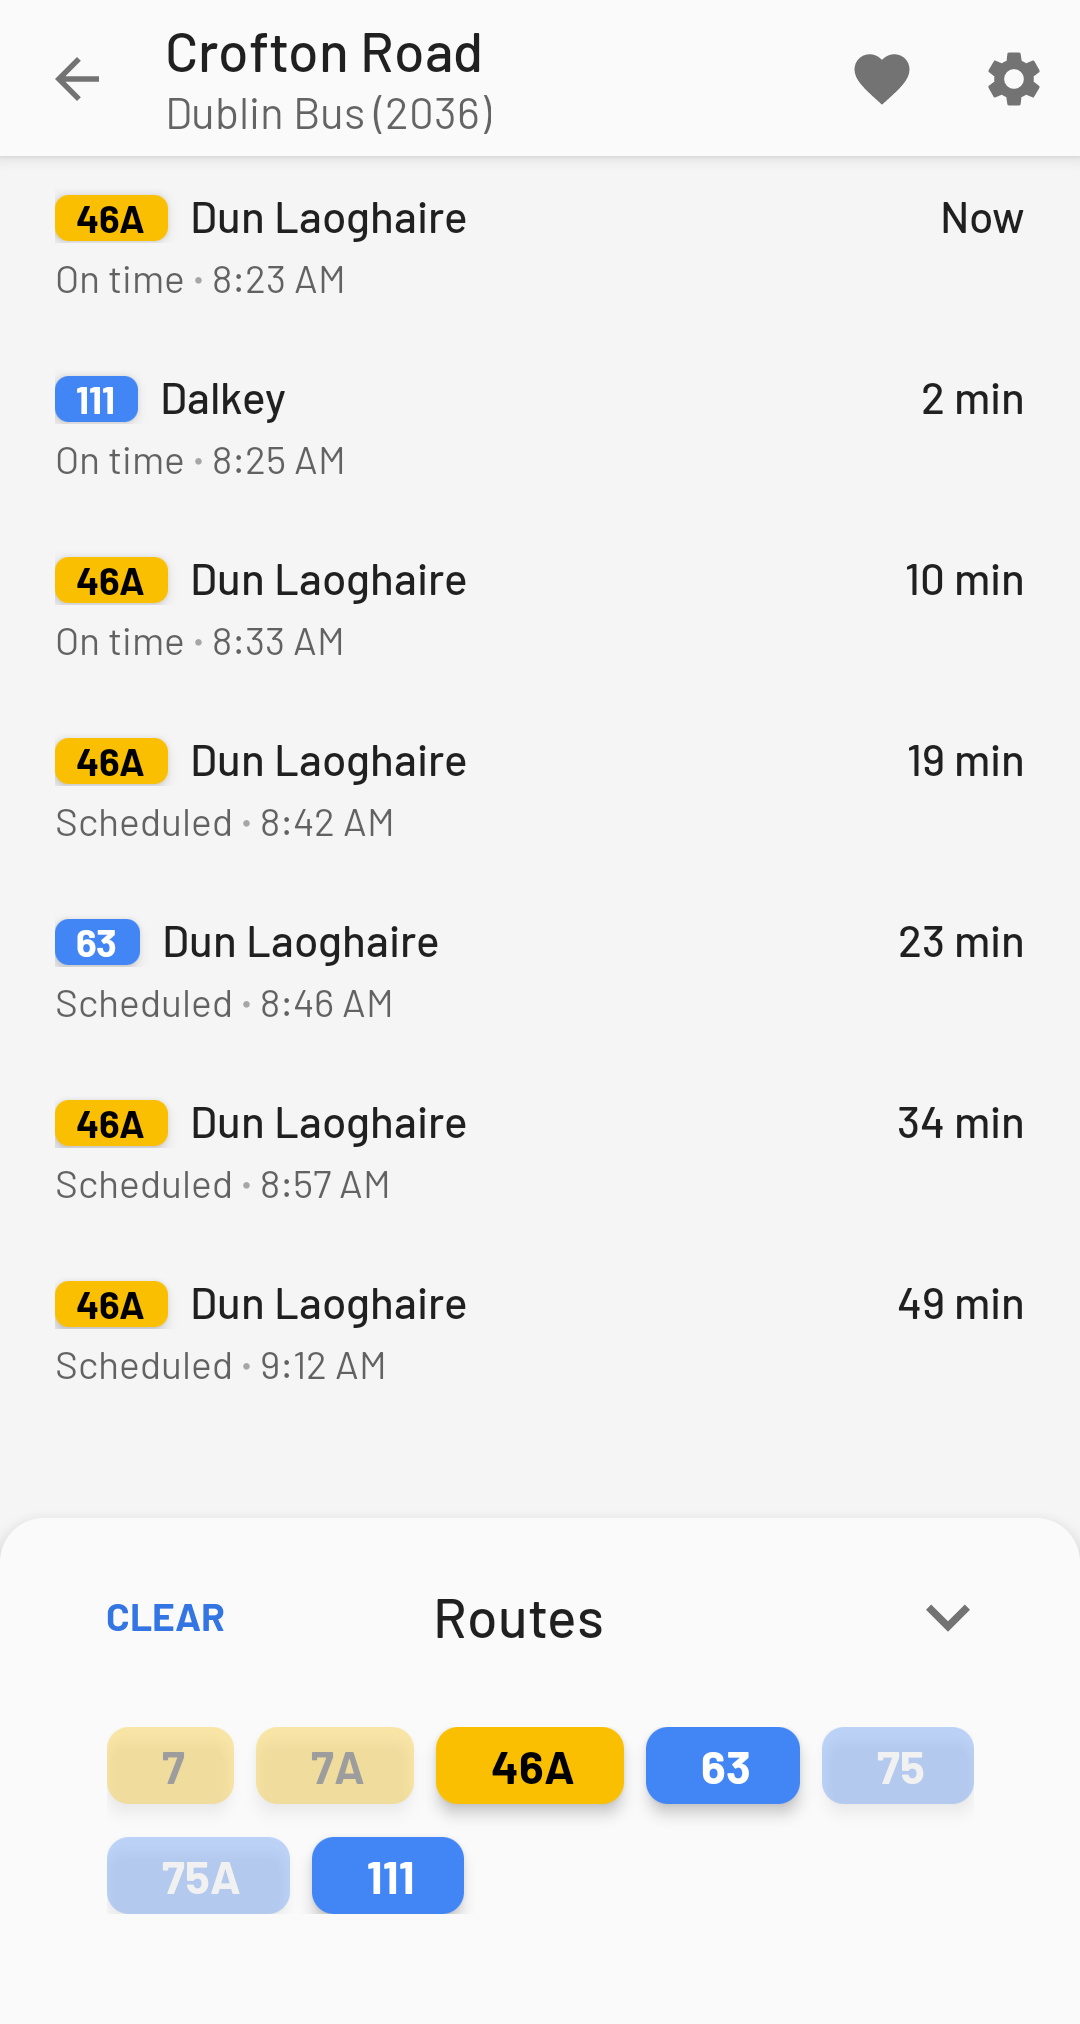 Crofton Road
Dublin Bus (2036)
46A Dun Laoghaire Now
On time • 8:23 AM
111 Dalkey 2 min
On time • 8:25 AM
46A Dun Laoghaire 10 min
On time • 8:33 AM
46A Dun Laoghaire 19 min
Scheduled • 8:42 AM
63 Dun Laoghaire 23 min
Scheduled • 8:46 AM
46A Dun Laoghaire 34 min
Scheduled • 8:57 AM
46A Dun Laoghaire 49 min
Scheduled • 9:12 AM
CLEAR Routes
7 7A 46A 63 75
75A 111